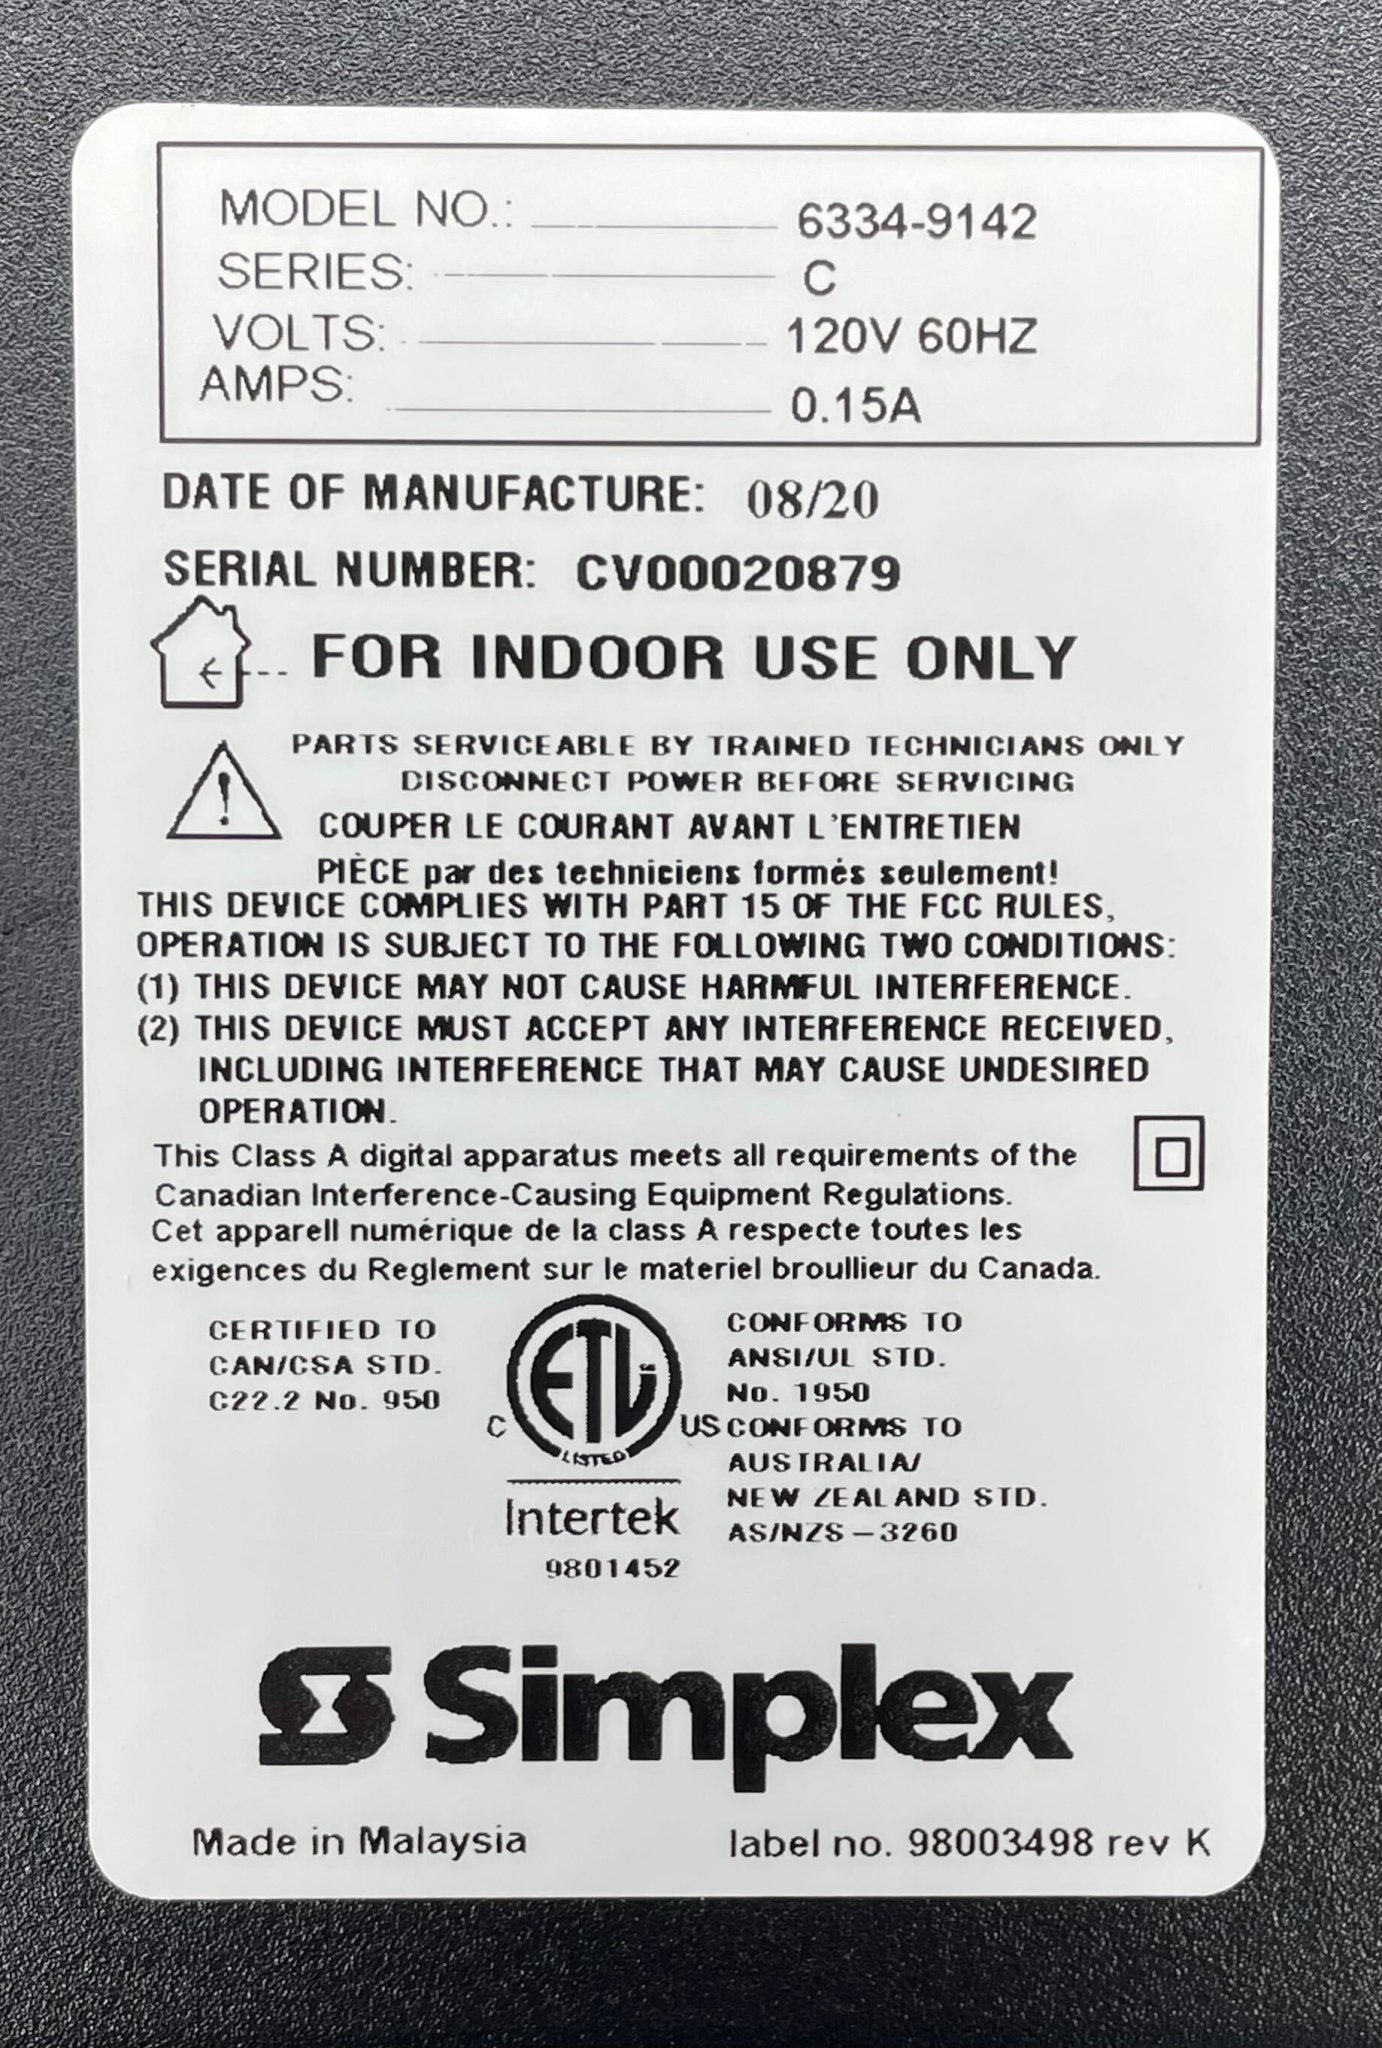 MODEL NO.: 6334-9142
SERIES: C
VOLTS: 120V 60HZ
AMPS: 0.15A
DATE OF MANUFACTURE: 08/20
SERIAL NUMBER: CV00020879
FOR INDOOR USE ONLY
PARTS SERVICEABLE BY TRAINED TECHNICIANS ONLY
DISCONNECT POWER BEFORE SERVICING
COUPER LE COURANT AVANT L'ENTRETIEN
PIÈCE par des techniciens formés seulement!
THIS DEVICE COMPLIES WITH PART 15 OF THE FCC RULES,
OPERATION IS SUBJECT TO THE FOLLOWING TWO CONDITIONS:
(1) THIS DEVICE MAY NOT CAUSE HARMFUL INTERFERENCE.
(2) THIS DEVICE MUST ACCEPT ANY INTERFERENCE RECEIVED,
INCLUDING INTERFERENCE THAT MAY CAUSE UNDESIRED
OPERATION.
This Class A digital apparatus meets all requirements of the
Canadian Interference-Causing Equipment Regulations.
Cet apparell numérique de la class A respecte toutes les
exigences du Reglement sur le materiel broullieur du Canada.
CERTIFIED TO
CAN/CSA STD.
C22.2 No. 950
ETL
LISTED
C US
Intertek
9801452
CONFORMS TO
ANSI/UL STD.
No. 1950
CONFORMS TO
AUSTRALIA/
NEW ZEALAND STD.
AS/NZS – 3260
Simplex
Made in Malaysia label no. 98003498 rev K